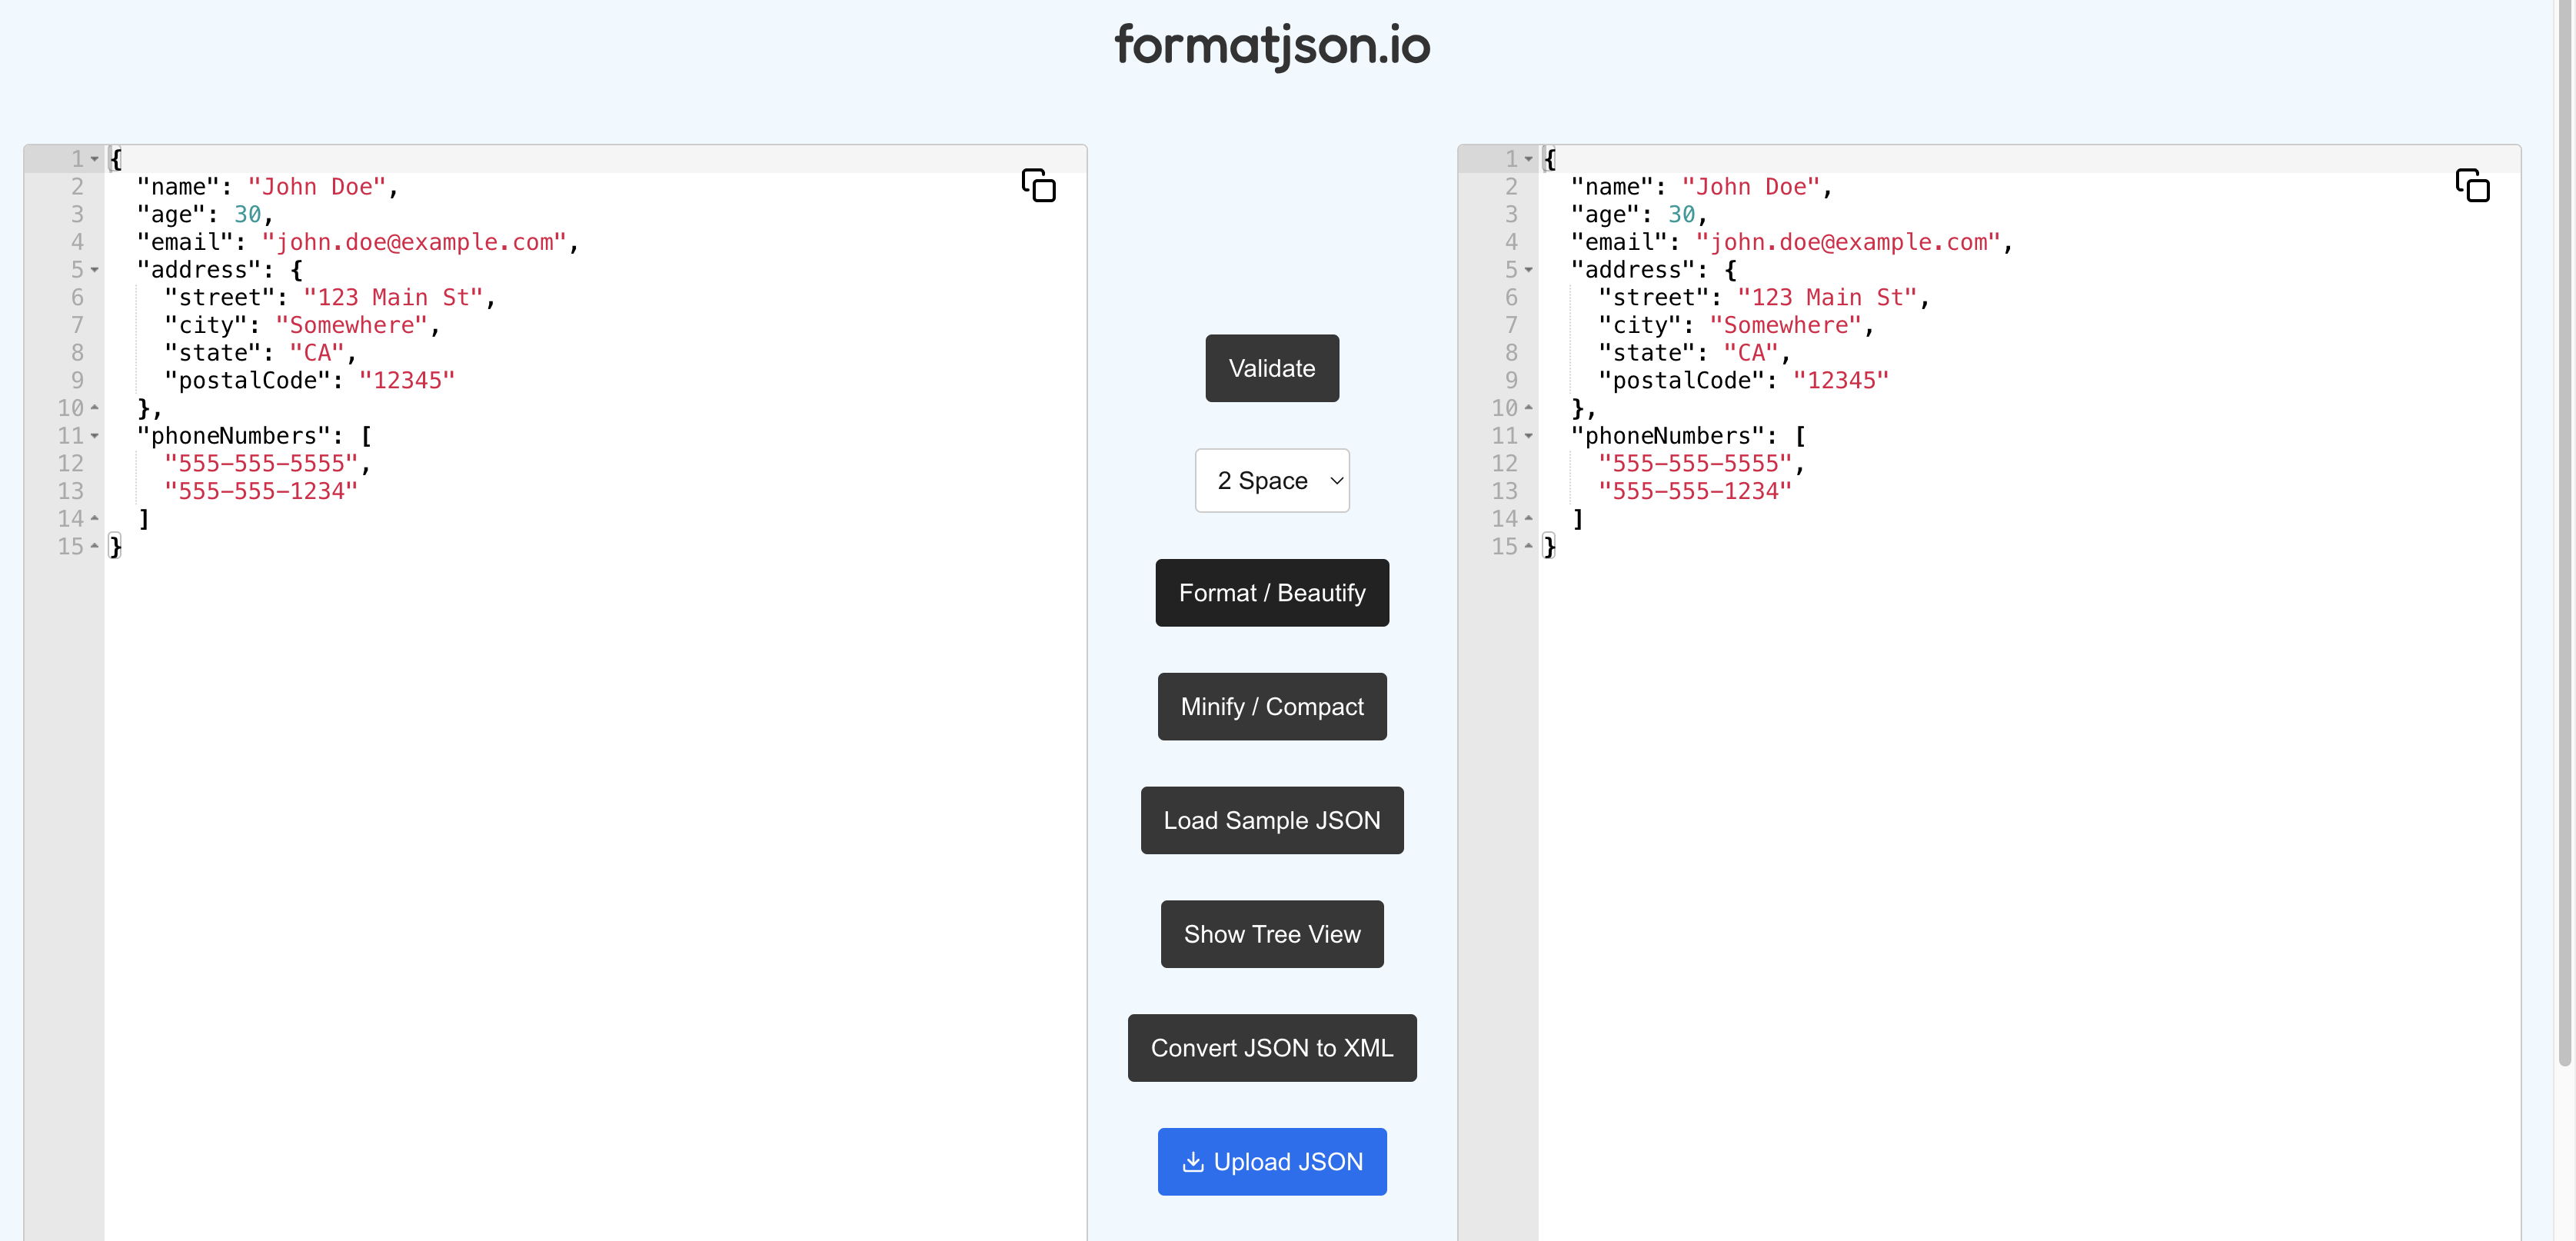 formatjson.io
1 {
2   "name": "John Doe",
3   "age": 30,
4   "email": "john.doe@example.com",
5   "address": {
6     "street": "123 Main St",
7     "city": "Somewhere",
8     "state": "CA",
9     "postalCode": "12345"
10   },
11   "phoneNumbers": [
12     "555-555-5555",
13     "555-555-1234"
14   ]
15 }
Validate
2 Space
Format / Beautify
Minify / Compact
Load Sample JSON
Show Tree View
Convert JSON to XML
Upload JSON
1 {
2   "name": "John Doe",
3   "age": 30,
4   "email": "john.doe@example.com",
5   "address": {
6     "street": "123 Main St",
7     "city": "Somewhere",
8     "state": "CA",
9     "postalCode": "12345"
10   },
11   "phoneNumbers": [
12     "555-555-5555",
13     "555-555-1234"
14   ]
15 }